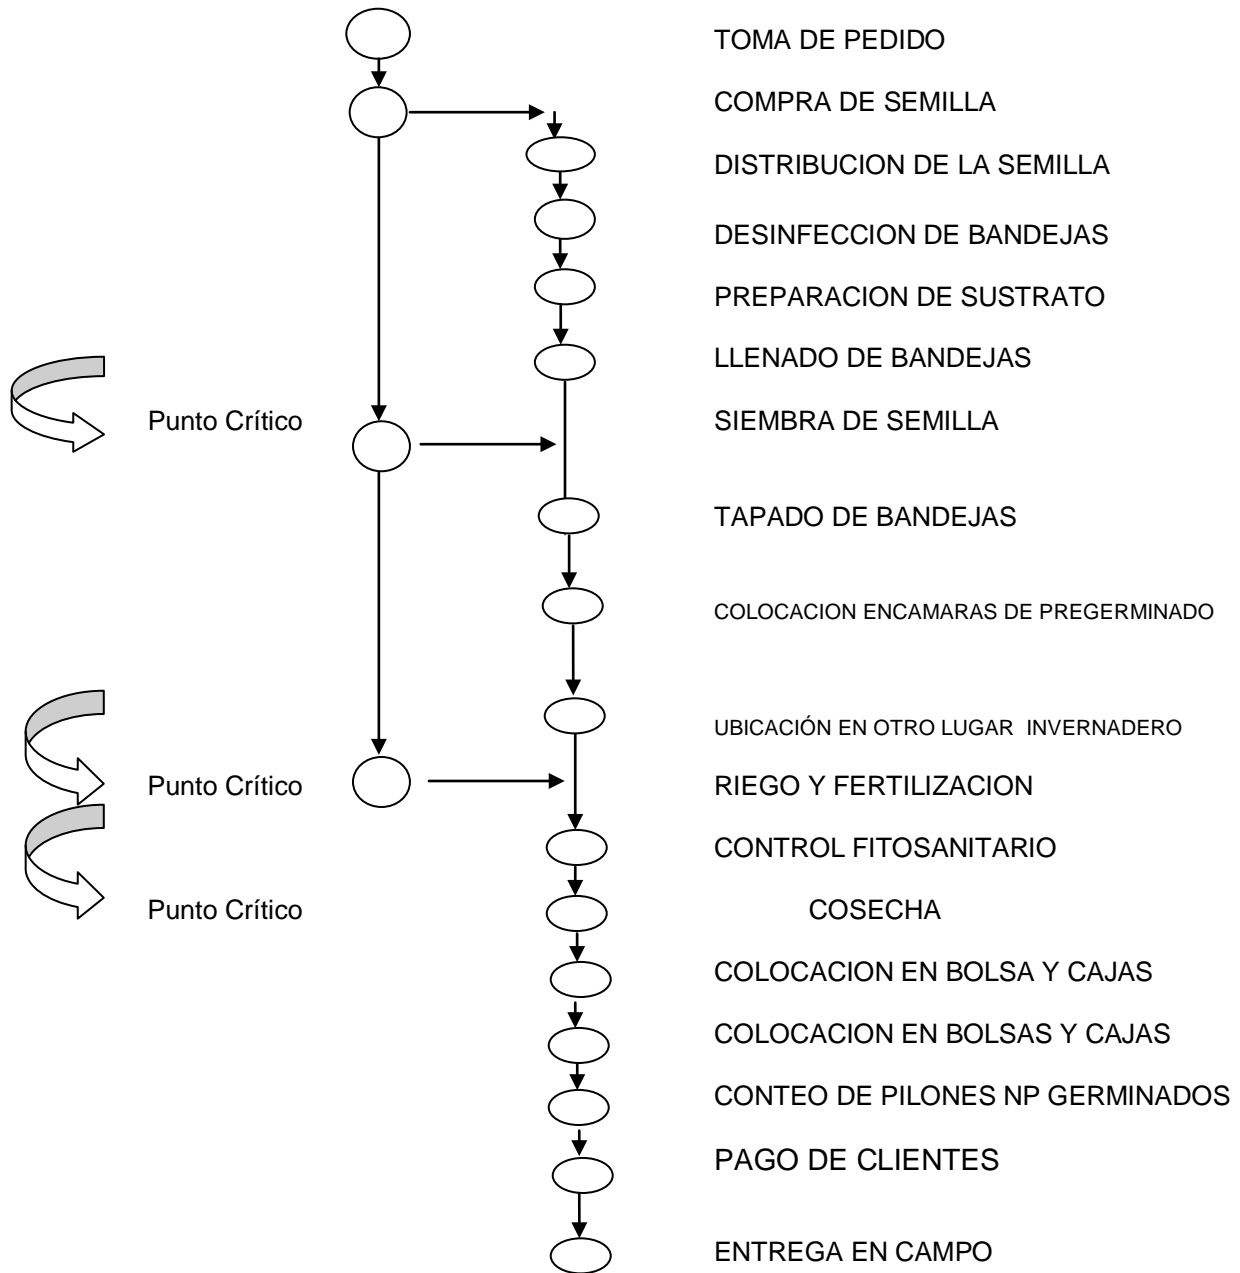 TOMA DE PEDIDO
COMPRA DE SEMILLA
DISTRIBUCION DE LA SEMILLA
DESINFECCION DE BANDEJAS
PREPARACION DE SUSTRATO
LLENADO DE BANDEJAS
Punto Crítico SIEMBRA DE SEMILLA
TAPADO DE BANDEJAS
COLOCACION ENCAMARAS DE PREGERMINADO
UBICACIÓN EN OTRO LUGAR INVERNADERO
Punto Crítico RIEGO Y FERTILIZACION
CONTROL FITOSANITARIO
Punto Crítico COSECHA
COLOCACION EN BOLSA Y CAJAS
COLOCACION EN BOLSAS Y CAJAS
CONTEO DE PILONES NP GERMINADOS
PAGO DE CLIENTES
ENTREGA EN CAMPO